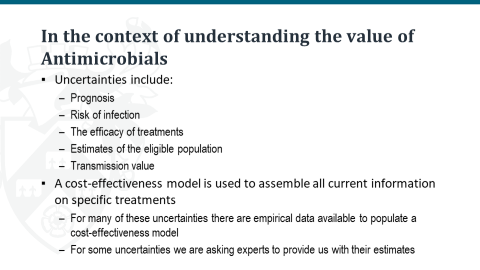 In the context of understanding the value of
Antimicrobials
▪ Uncertainties include:
– Prognosis
– Risk of infection
– The efficacy of treatments
– Estimates of the eligible population
– Transmission value
▪ A cost-effectiveness model is used to assemble all current information
on specific treatments
– For many of these uncertainties there are empirical data available to populate a
cost-effectiveness model
– For some uncertainties we are asking experts to provide us with their estimates